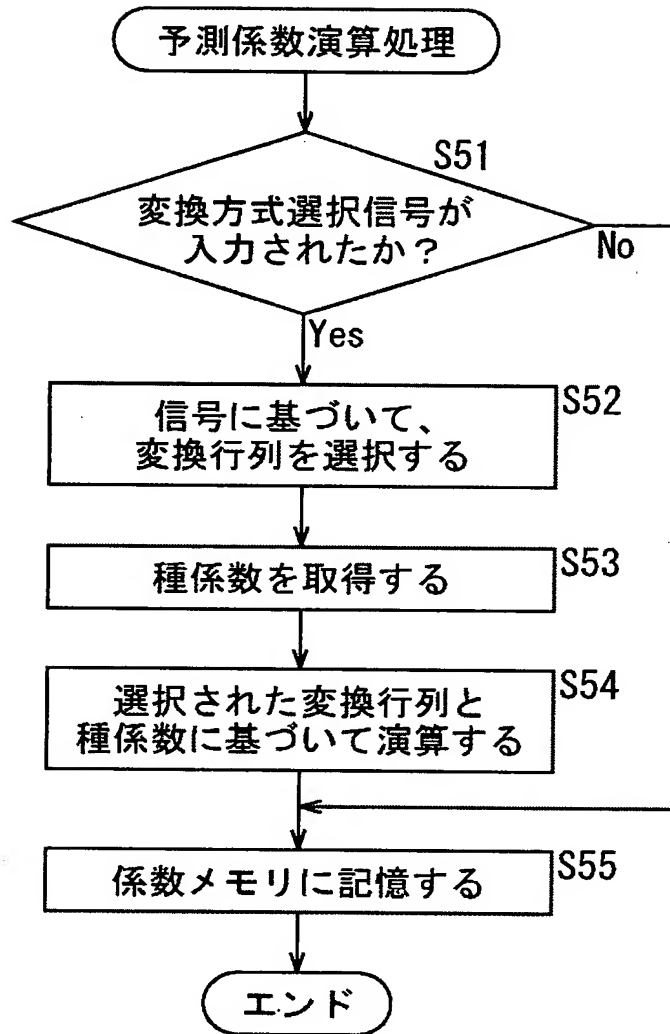 予測係数演算処理
S51
変換方式選択信号が
入力されたか？
No
Yes
S52
信号に基づいて、
変換行列を選択する
S53
種係数を取得する
S54
選択された変換行列と
種係数に基づいて演算する
S55
係数メモリに記憶する
エンド